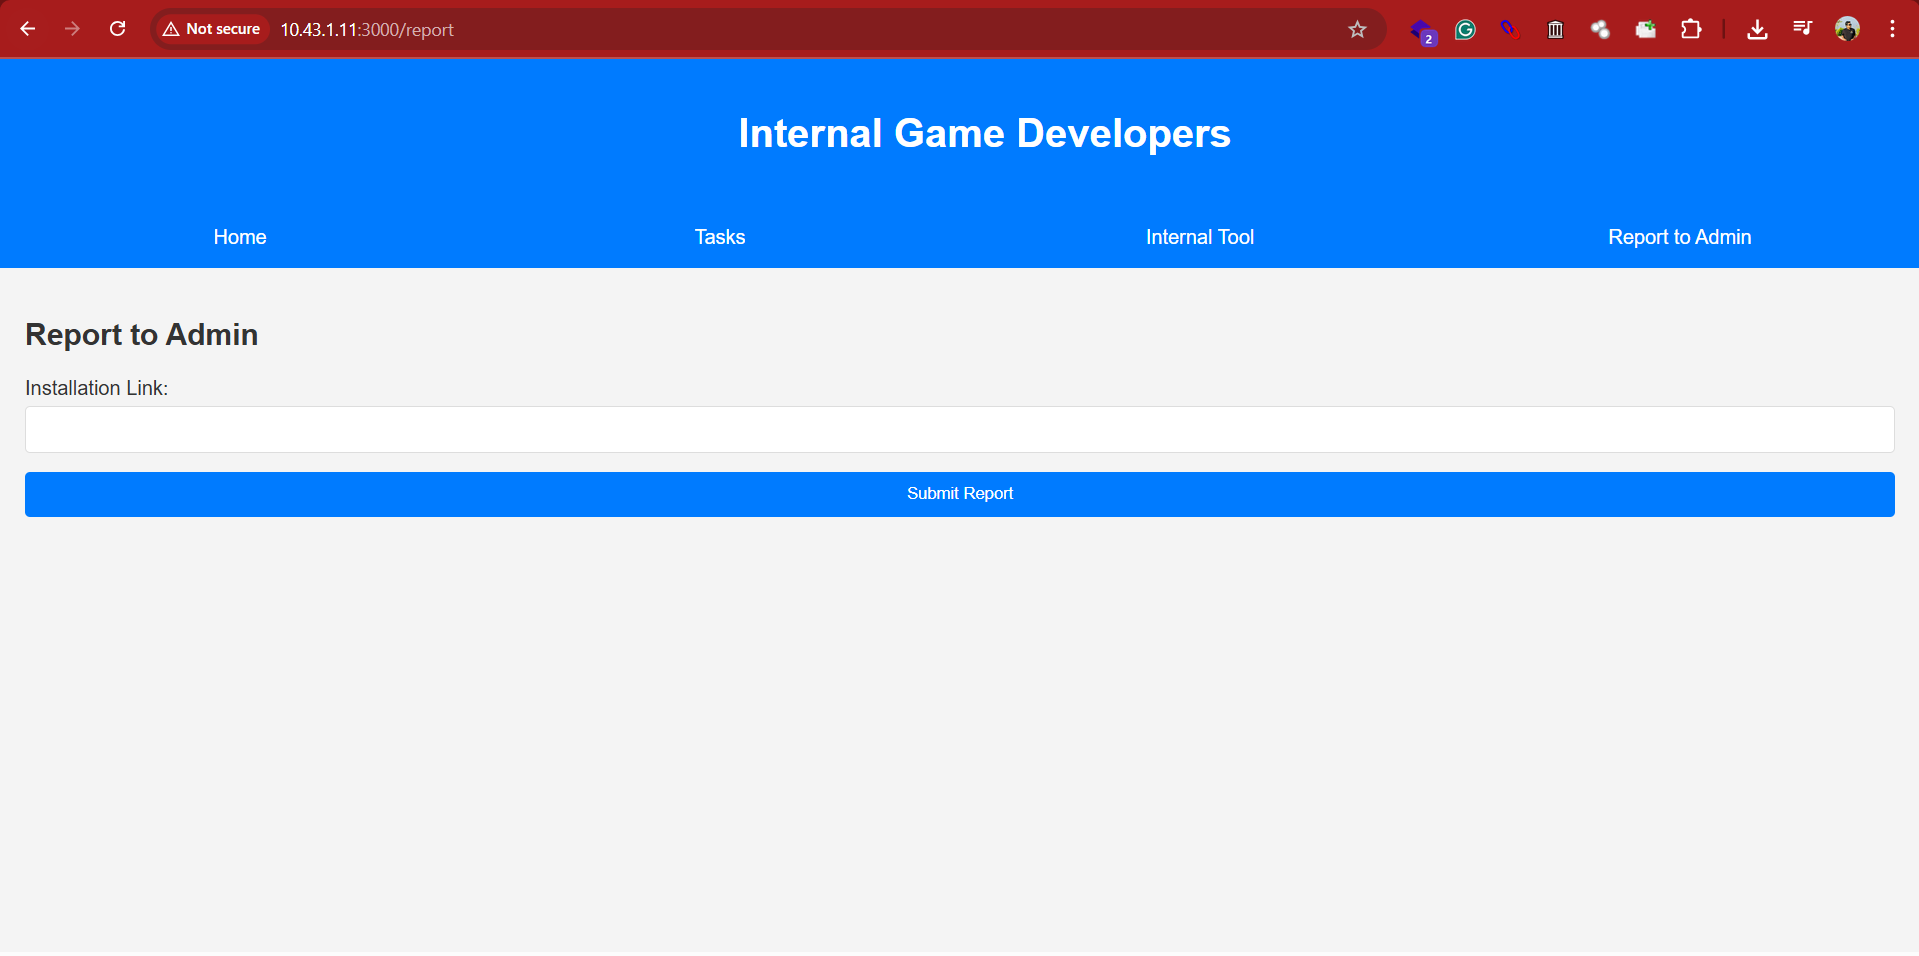 Not secure 10.43.1.11:3000/report
2
Internal Game Developers
Home Tasks Internal Tool Report to Admin
Report to Admin
Installation Link:
Submit Report